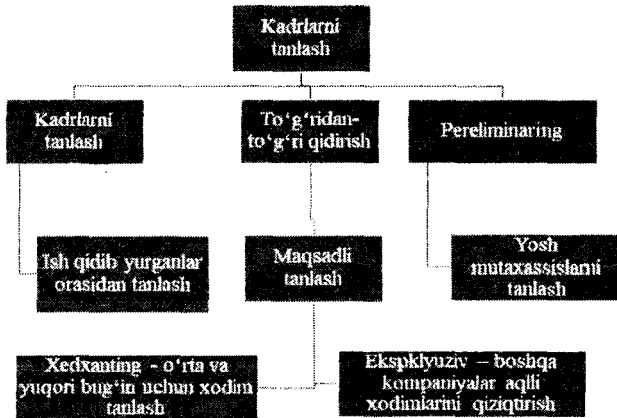 Kadrlarni
tanlash
Kadrlarni
tanlash
To‘g‘ridan-
to‘g‘ri qidirish
Pereliminaring
Ish qidib yurganlar
orasidan tanlash
Maqsadli
tanlash
Yosh
mutaxassislarni
tanlash
Xedxanting - o‘rta va
yuqori bug‘in uchun xodim
tanlash
Ekspklyuziv – boshqa
kompaniyalar aqlli
xodimlarini qiziqtirish